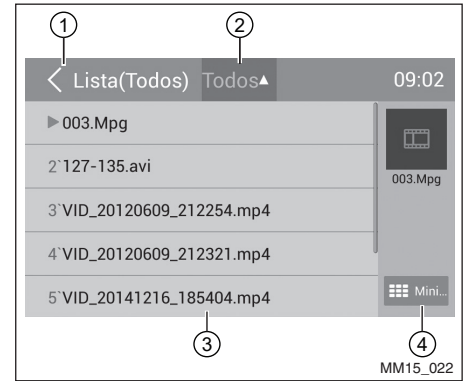 1
2
Lista(Todos) Todos▲ 09:02
▶ 003.Mpg
2`127-135.avi
3`VID_20120609_212254.mp4
4`VID_20120609_212321.mp4
5`VID_20141216_185404.mp4
003.Mpg
Mini...
3
4
MM15_022